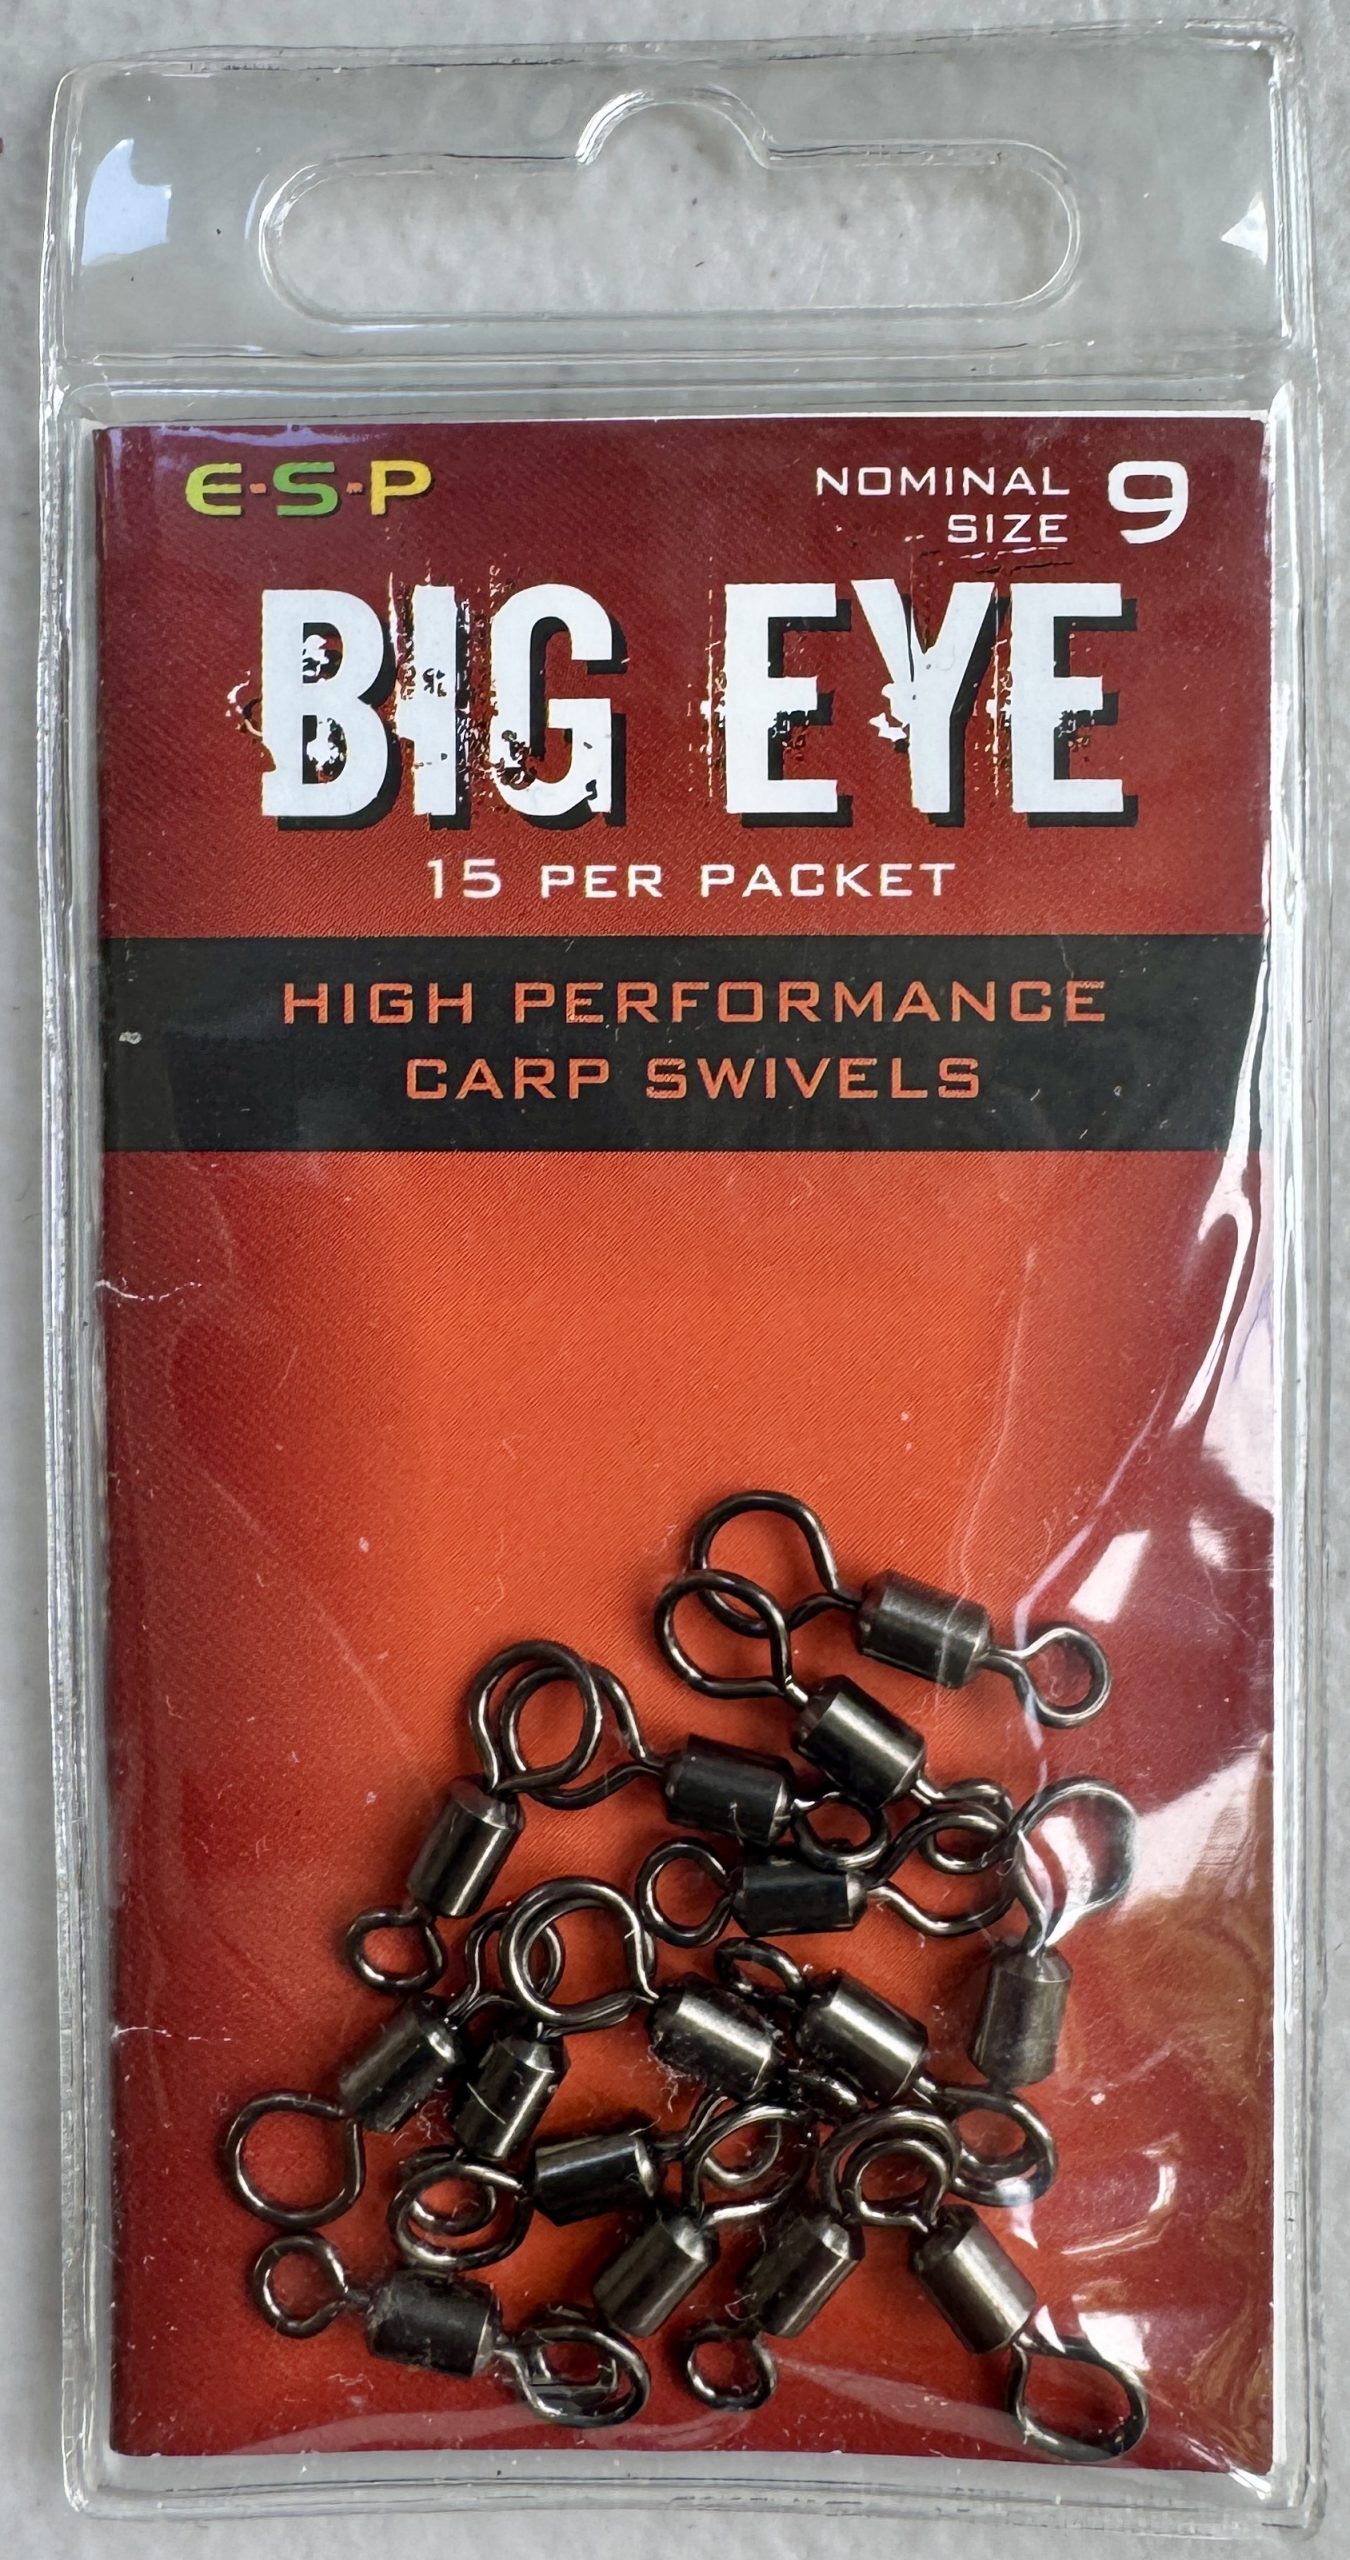 E-S-P
NOMINAL
SIZE 9
BIG EYE
15 PER PACKET
HIGH PERFORMANCE
CARP SWIVELS